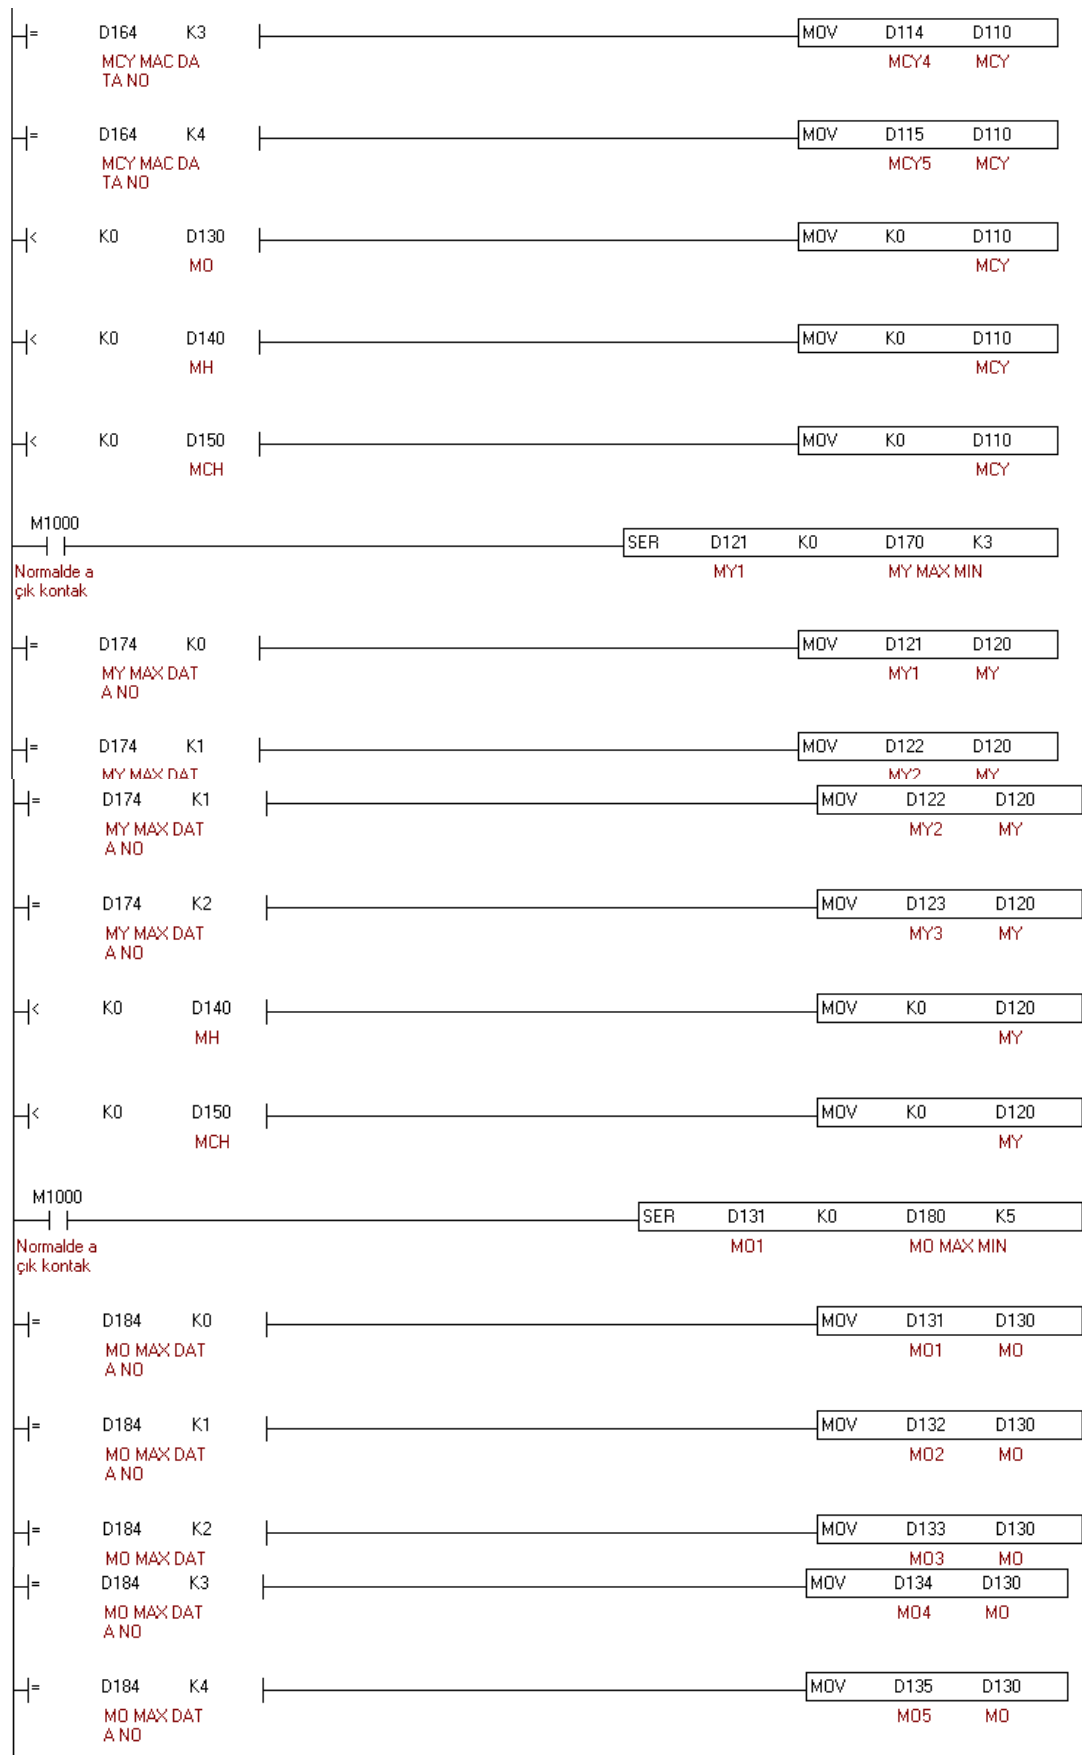 = D164 K3 MOV D114 D110
MCY MAC DA MCY4 MCY
TA NO
= D164 K4 MOV D115 D110
MCY MAC DA MCY5 MCY
TA NO
< K0 D130 MOV K0 D110
MO MCY
< K0 D140 MOV K0 D110
MH MCY
< K0 D150 MOV K0 D110
MCH MCY
M1000
SER D121 K0 D170 K3
Normalde a MY1 MY MAX MIN
çık kontak
= D174 K0 MOV D121 D120
MY MAX DAT MY1 MY
A NO
= D174 K1 MOV D122 D120
MY MAX DAT MY2 MY
= D174 K1 MOV D122 D120
MY MAX DAT MY2 MY
A NO
= D174 K2 MOV D123 D120
MY MAX DAT MY3 MY
A NO
< K0 D140 MOV K0 D120
MH MY
< K0 D150 MOV K0 D120
MCH MY
M1000
SER D131 K0 D180 K5
Normalde a MO1 MO MAX MIN
çık kontak
= D184 K0 MOV D131 D130
MO MAX DAT MO1 MO
A NO
= D184 K1 MOV D132 D130
MO MAX DAT MO2 MO
A NO
= D184 K2 MOV D133 D130
MO MAX DAT MO3 MO
= D184 K3 MOV D134 D130
MO MAX DAT MO4 MO
A NO
= D184 K4 MOV D135 D130
MO MAX DAT MO5 MO
A NO